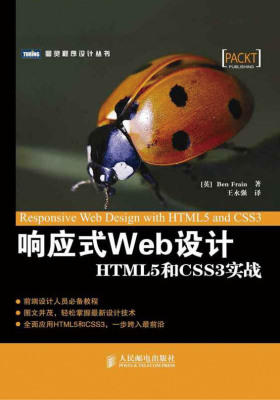 TURING
图灵程序设计丛书
PACKT
PUBLISHING
[英] Ben Frain 著
王永强 译
Responsive Web Design with HTML5 and CSS3
响应式Web设计
HTML5和CSS3实战
前端设计人员必备教程
图文并茂,轻松掌握最新设计技术
全面应用HTML5和CSS3,一步跨入最前沿
人民邮电出版社
POSTS & TELECOM PRESS